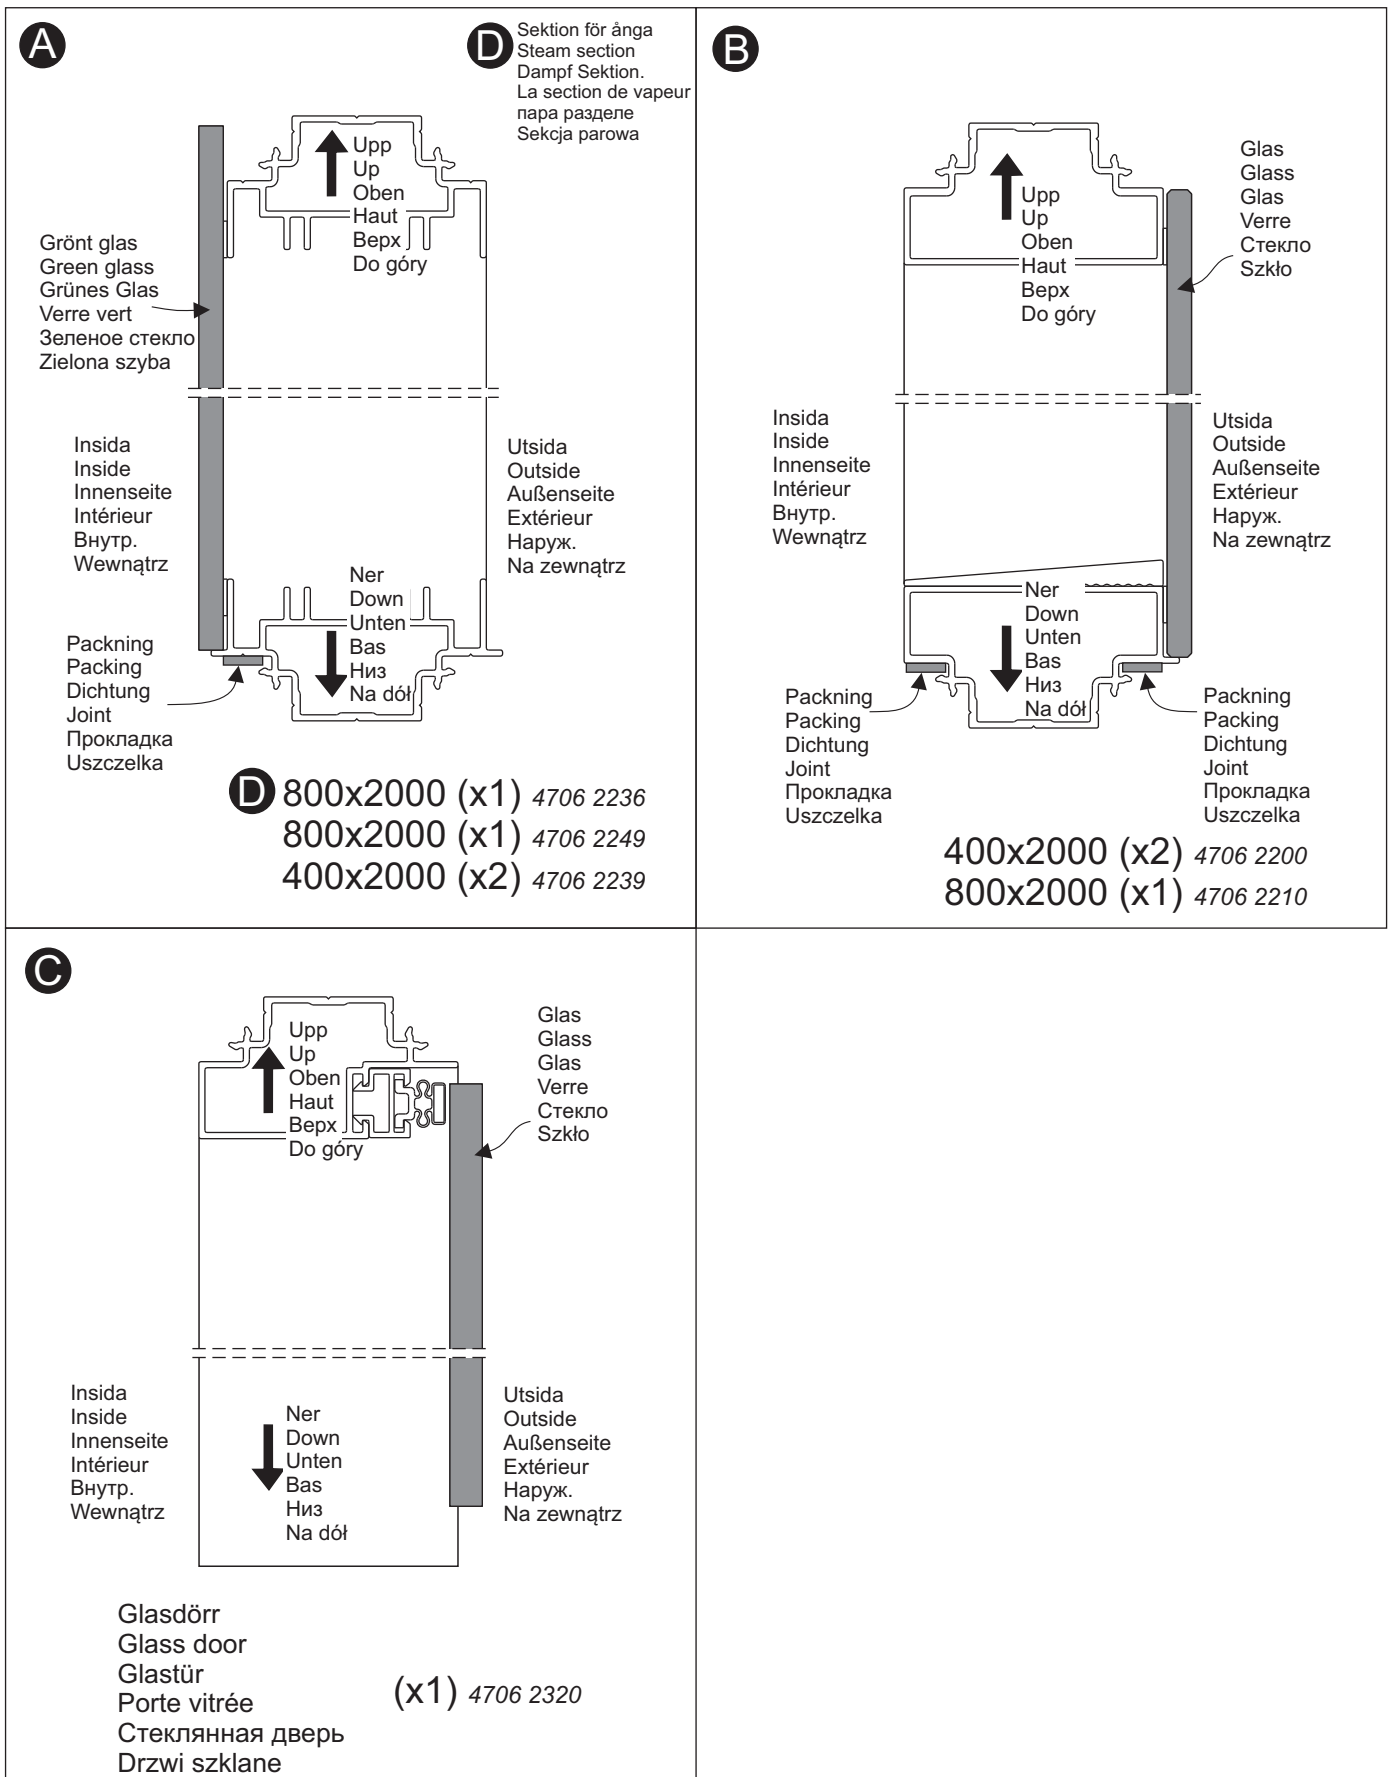 A
D
Sektion för ånga
Steam section
Dampf Sektion.
La section de vapeur
пара разделе
Sekcja parowa
Upp
Up
Oben
Haut
Верх
Do góry
Grönt glas
Green glass
Grünes Glas
Verre vert
Зеленое стекло
Zielona szyba
Insida
Inside
Innenseite
Intérieur
Внутр.
Wewnątrz
Utsida
Outside
Außenseite
Extérieur
Наруж.
Na zewnątrz
Ner
Down
Unten
Bas
Низ
Na dół
Packning
Packing
Dichtung
Joint
Прокладка
Uszczelka
D 800x2000 (x1) 4706 2236
800x2000 (x1) 4706 2249
400x2000 (x2) 4706 2239
B
Glas
Glass
Glas
Verre
Стекло
Szkło
Upp
Up
Oben
Haut
Верх
Do góry
Insida
Inside
Innenseite
Intérieur
Внутр.
Wewnątrz
Utsida
Outside
Außenseite
Extérieur
Наруж.
Na zewnątrz
Ner
Down
Unten
Bas
Низ
Na dół
Packning
Packing
Dichtung
Joint
Прокладка
Uszczelka
Packning
Packing
Dichtung
Joint
Прокладка
Uszczelka
400x2000 (x2) 4706 2200
800x2000 (x1) 4706 2210
C
Upp
Up
Oben
Haut
Верх
Do góry
Glas
Glass
Glas
Verre
Стекло
Szkło
Insida
Inside
Innenseite
Intérieur
Внутр.
Wewnątrz
Ner
Down
Unten
Bas
Низ
Na dół
Utsida
Outside
Außenseite
Extérieur
Наруж.
Na zewnątrz
Glasdörr
Glass door
Glastür
Porte vitrée
Стеклянная дверь
Drzwi szklane
(x1) 4706 2320